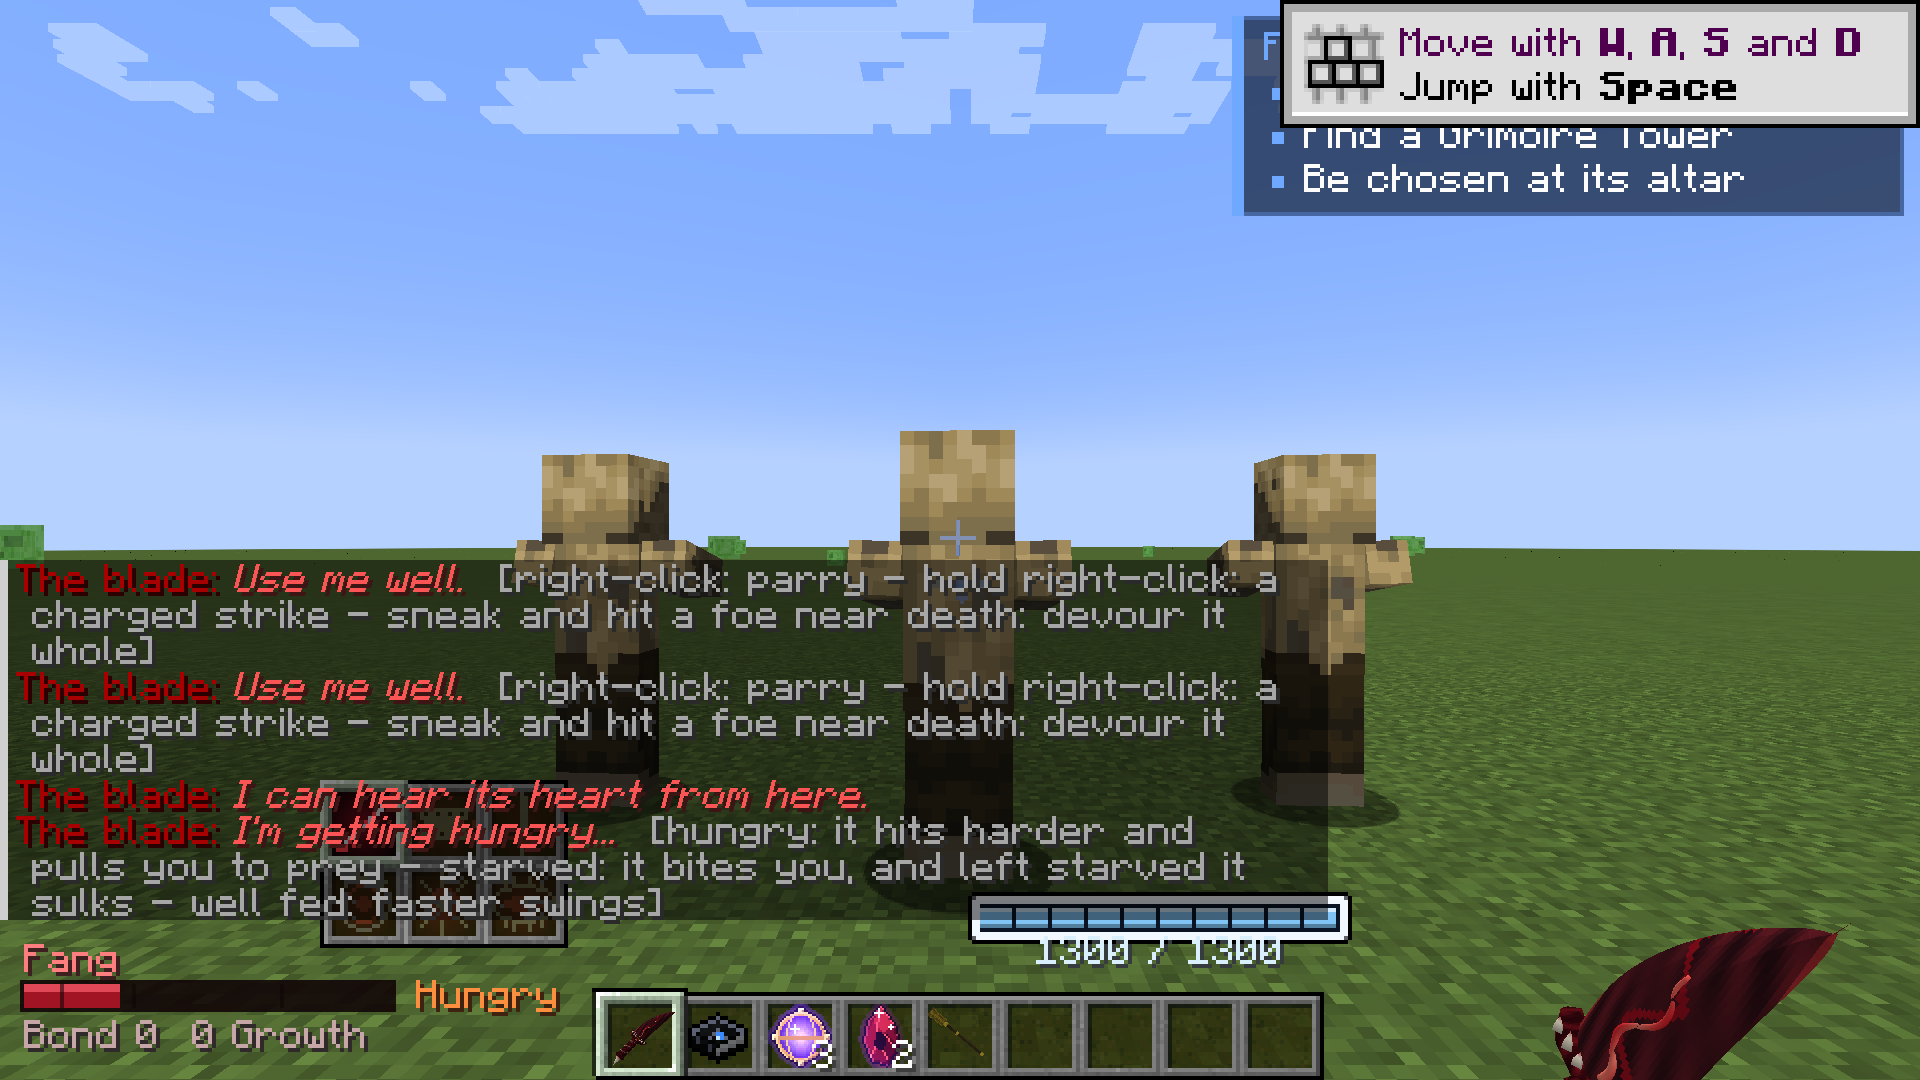 Move with W, A, S and D
Jump with Space
F
Find a Grimoire Tower
Be chosen at its altar
The blade: Use me well. [right-click: parry - hold right-click: a
charged strike - sneak and hit a foe near death: devour it
whole]
The blade: Use me well. [right-click: parry - hold right-click: a
charged strike - sneak and hit a foe near death: devour it
whole]
The blade: I can hear its heart from here.
The blade: I'm getting hungry... [hungry: it hits harder and
pulls you to prey - starved: it bites you, and left starved it
sulks - well fed: faster swings]
1300 / 1300
Fang
Hungry
Bond 0 0 Growth
3
2